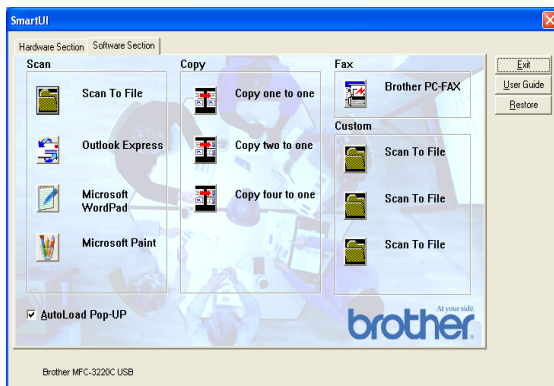 SmartUI
Hardware Section
Software Section
Scan
Scan To File
Outlook Express
Microsoft
WordPad
Microsoft Paint
Copy
Copy one to one
Copy two to one
Copy four to one
Fax
Brother PC-FAX
Custom
Scan To File
Scan To File
Scan To File
Exit
User Guide
Restore
AutoLoad Pop-UP
At your side.
brother
Brother MFC-3220C USB